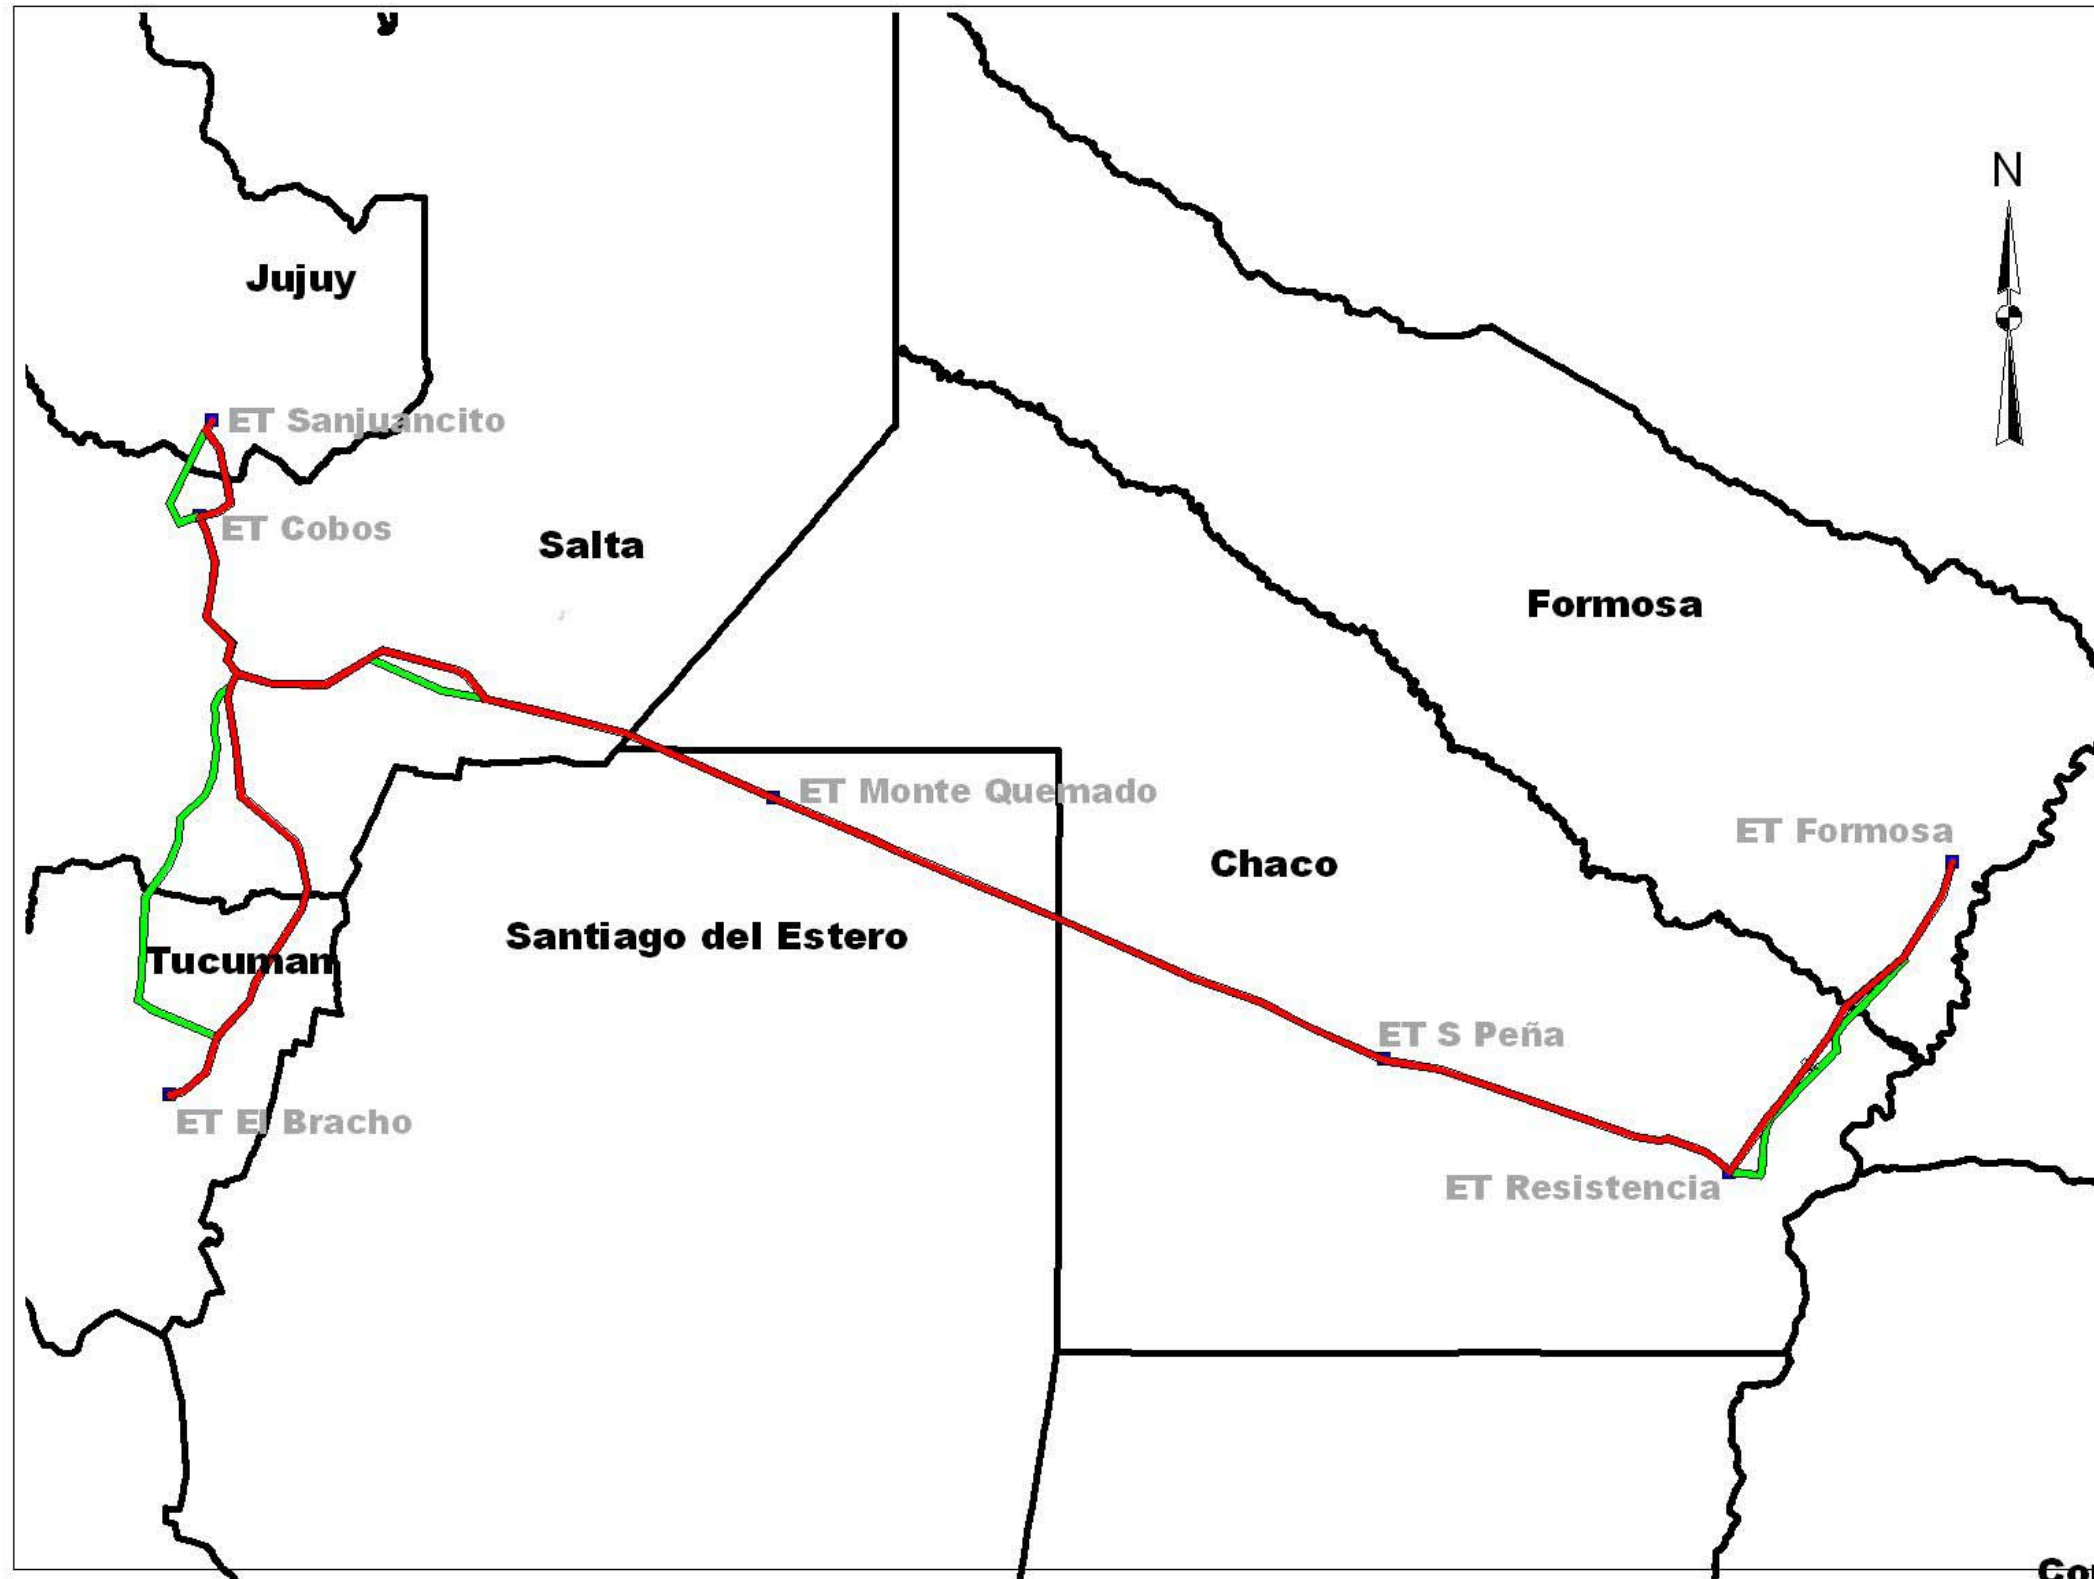 N
Jujuy
ET Sanjuancito
ET Cobos
Salta
Formosa
ET Monte Quemado
ET Formosa
Chaco
Santiago del Estero
Tucuman
ET S Peña
ET El Bracho
ET Resistencia